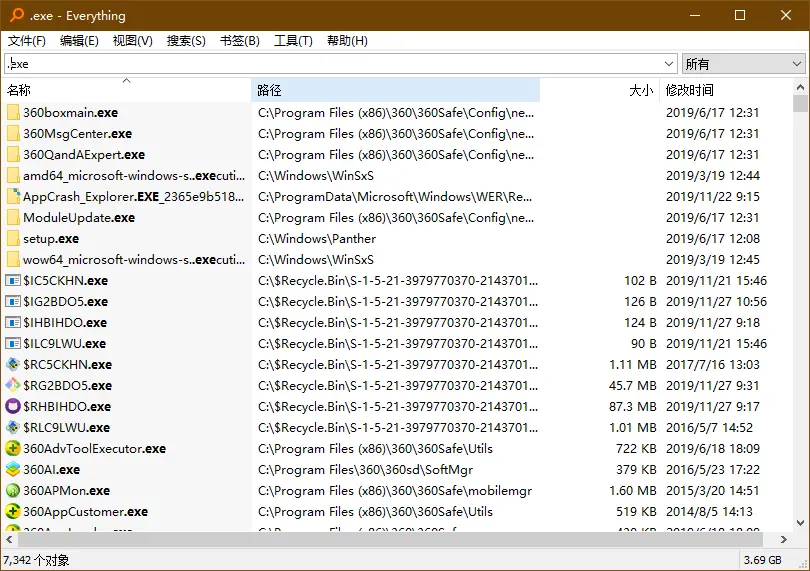 .exe - Everything
文件(F) 编辑(E) 视图(V) 搜索(S) 书签(B) 工具(T) 帮助(H)
.exe 所有
名称 路径 大小 修改时间
360boxmain.exe C:\Program Files (x86)\360\360Safe\Config\ne... 2019/6/17 12:31
360MsgCenter.exe C:\Program Files (x86)\360\360Safe\Config\ne... 2019/6/17 12:31
360QandAExpert.exe C:\Program Files (x86)\360\360Safe\Config\ne... 2019/6/17 12:31
amd64_microsoft-windows-s..executi... C:\Windows\WinSxS 2019/3/19 12:44
AppCrash_Explorer.EXE_2365e9b518... C:\ProgramData\Microsoft\Windows\WER\Re... 2019/11/22 9:15
ModuleUpdate.exe C:\Program Files (x86)\360\360Safe\Config\ne... 2019/6/17 12:31
setup.exe C:\Windows\Panther 2019/6/17 12:08
wow64_microsoft-windows-s..executi... C:\Windows\WinSxS 2019/3/19 12:45
$IC5CKHN.exe C:\$Recycle.Bin\S-1-5-21-3979770370-2143701... 102 B 2019/11/21 15:46
$IG2BDO5.exe C:\$Recycle.Bin\S-1-5-21-3979770370-2143701... 126 B 2019/11/27 10:56
$IHBIHDO.exe C:\$Recycle.Bin\S-1-5-21-3979770370-2143701... 124 B 2019/11/27 9:18
$ILC9LWU.exe C:\$Recycle.Bin\S-1-5-21-3979770370-2143701... 90 B 2019/11/21 15:46
$RC5CKHN.exe C:\$Recycle.Bin\S-1-5-21-3979770370-2143701... 1.11 MB 2017/7/16 13:03
$RG2BDO5.exe C:\$Recycle.Bin\S-1-5-21-3979770370-2143701... 45.7 MB 2019/11/27 9:31
$RHBIHDO.exe C:\$Recycle.Bin\S-1-5-21-3979770370-2143701... 87.3 MB 2019/11/27 9:17
$RLC9LWU.exe C:\$Recycle.Bin\S-1-5-21-3979770370-2143701... 1.01 MB 2016/5/7 14:52
360AdvToolExecutor.exe C:\Program Files (x86)\360\360Safe\Utils 722 KB 2019/6/18 18:09
360AI.exe C:\Program Files\360\360sd\SoftMgr 379 KB 2016/5/23 17:22
360APMon.exe C:\Program Files (x86)\360\360Safe\mobilemgr 1.60 MB 2015/3/20 14:51
360AppCustomer.exe C:\Program Files (x86)\360\360Safe\Utils 519 KB 2014/8/5 14:13
7,342 个对象 3.69 GB